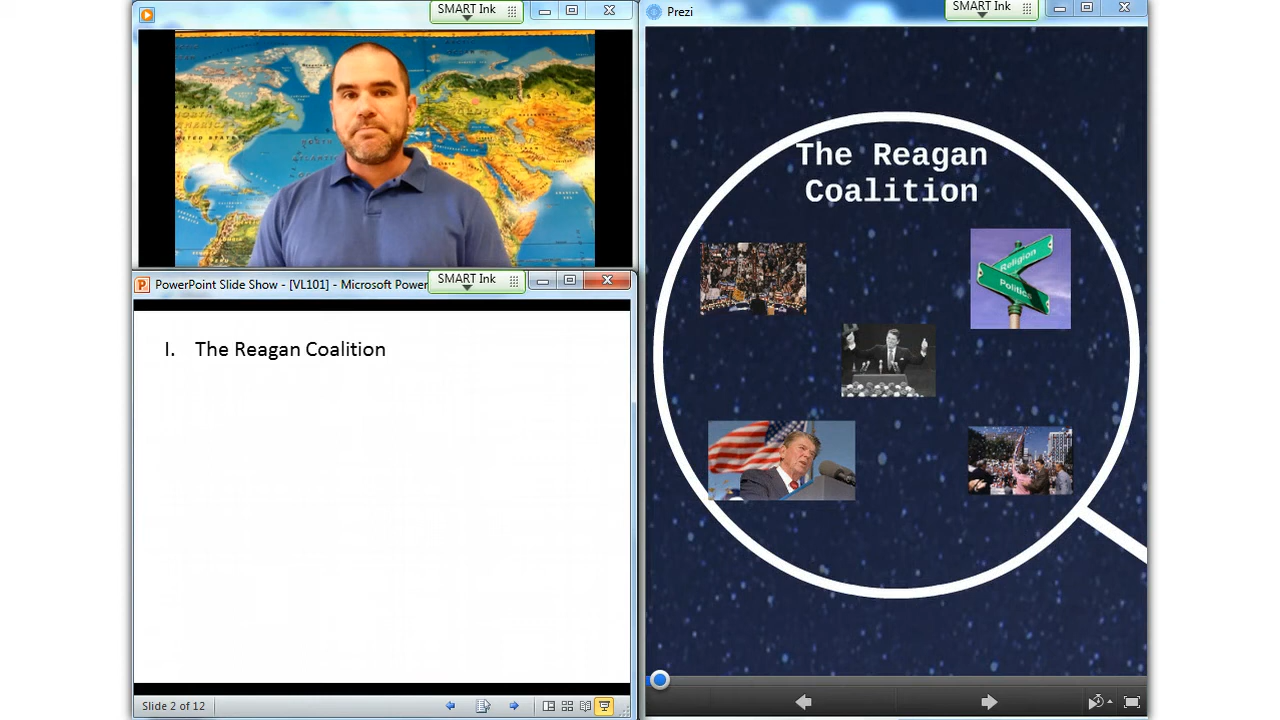 SMART Ink
Prezi
SMART Ink
The Reagan
Coalition
Religion
Politics
PowerPoint Slide Show - [VL101] - Microsoft Power
SMART Ink
I. The Reagan Coalition
Slide 2 of 12